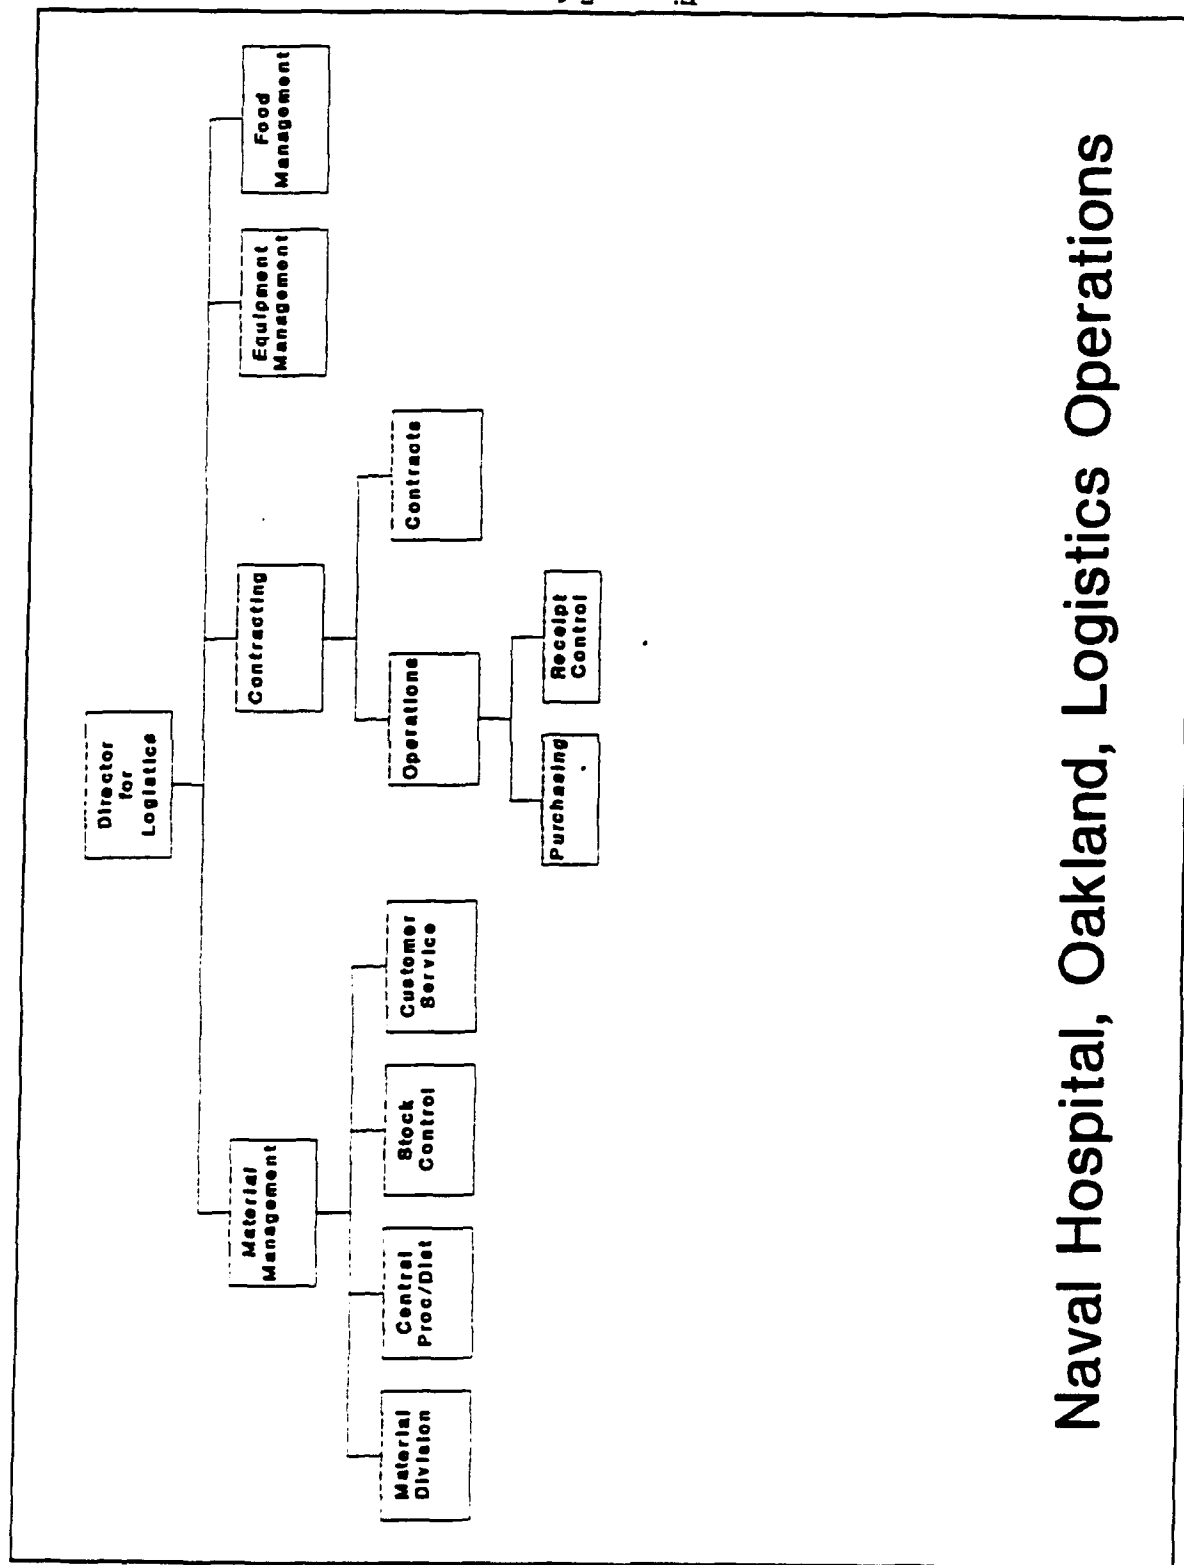 Director
for
Logistics
Material
Management
Contracting
Equipment
Management
Food
Management
Material
Division
Central
Proc/Dist
Stock
Control
Customer
Service
Operations
Contracts
Purchasing
Receipt
Control
Naval Hospital, Oakland, Logistics Operations